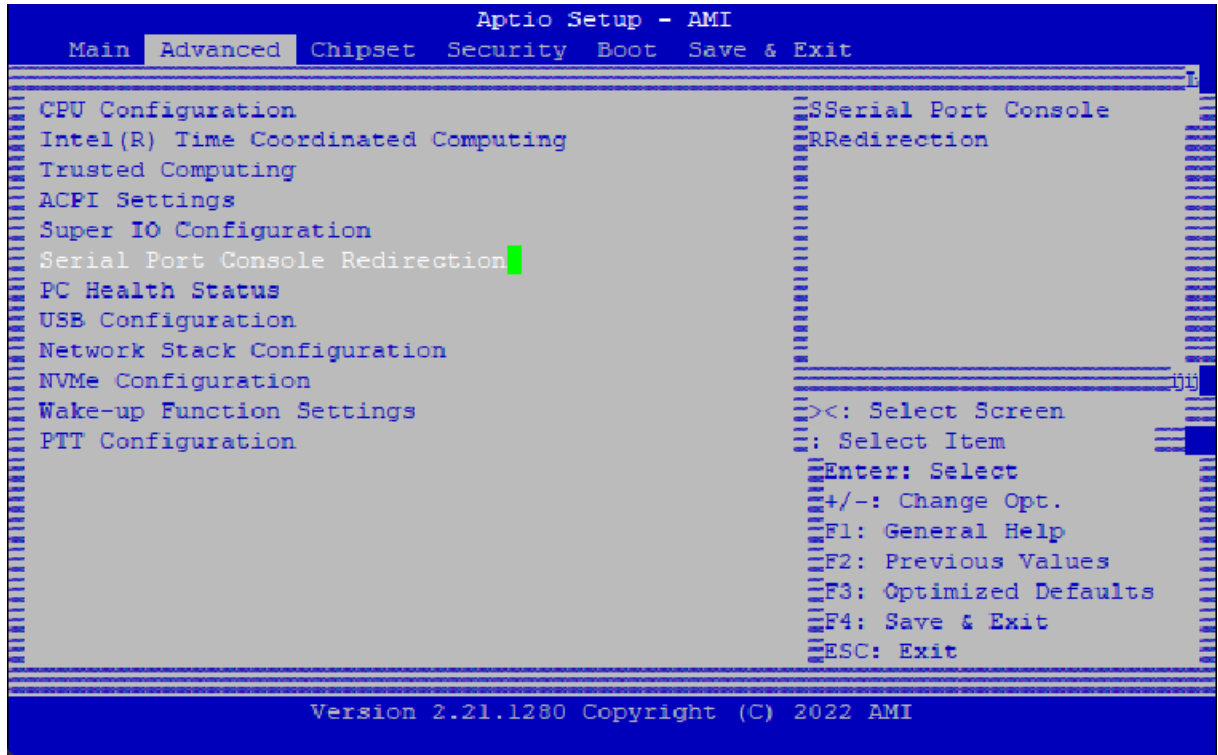 Aptio Setup - AMI
Main Advanced Chipset Security Boot Save & Exit
CPU Configuration
Intel(R) Time Coordinated Computing
Trusted Computing
ACPI Settings
Super IO Configuration
Serial Port Console Redirection
PC Health Status
USB Configuration
Network Stack Configuration
NVMe Configuration
Wake-up Function Settings
PTT Configuration
SSerial Port Console
RRedirection
><: Select Screen
: Select Item
Enter: Select
+/-: Change Opt.
F1: General Help
F2: Previous Values
F3: Optimized Defaults
F4: Save & Exit
ESC: Exit
Version 2.21.1280 Copyright (C) 2022 AMI